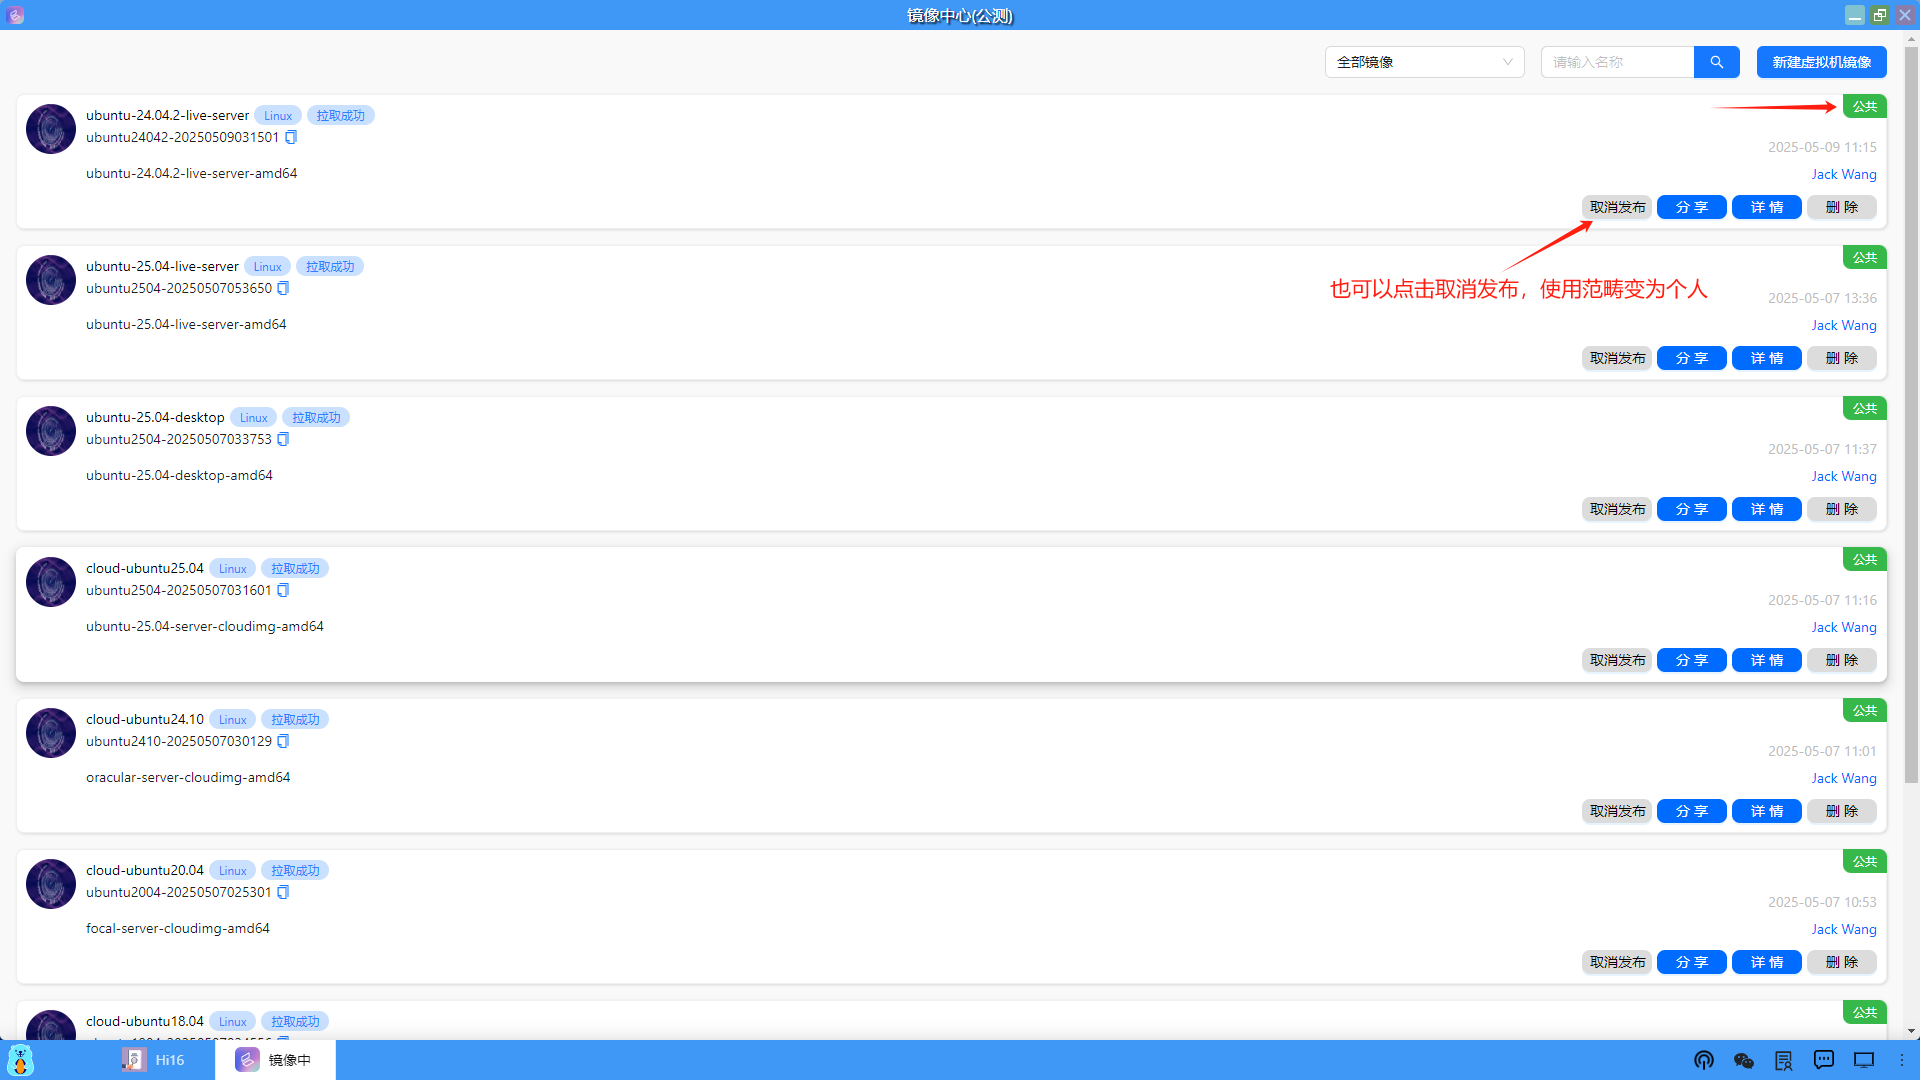 镜像中心(公测)
全部镜像
请输入名称
新建虚拟机镜像
ubuntu-24.04.2-live-server Linux 拉取成功
公共
ubuntu24042-20250509031501
2025-05-09 11:15
ubuntu-24.04.2-live-server-amd64
Jack Wang
取消发布 分享 详情 删除
ubuntu-25.04-live-server Linux 拉取成功
公共
ubuntu2504-20250507053650
也可以点击取消发布，使用范畴变为个人
2025-05-07 13:36
ubuntu-25.04-live-server-amd64
Jack Wang
取消发布 分享 详情 删除
ubuntu-25.04-desktop Linux 拉取成功
公共
ubuntu2504-20250507033753
2025-05-07 11:37
ubuntu-25.04-desktop-amd64
Jack Wang
取消发布 分享 详情 删除
cloud-ubuntu25.04 Linux 拉取成功
公共
ubuntu2504-20250507031601
2025-05-07 11:16
ubuntu-25.04-server-cloudimg-amd64
Jack Wang
取消发布 分享 详情 删除
cloud-ubuntu24.10 Linux 拉取成功
公共
ubuntu2410-20250507030129
2025-05-07 11:01
oracular-server-cloudimg-amd64
Jack Wang
取消发布 分享 详情 删除
cloud-ubuntu20.04 Linux 拉取成功
公共
ubuntu2004-20250507025301
2025-05-07 10:53
focal-server-cloudimg-amd64
Jack Wang
取消发布 分享 详情 删除
cloud-ubuntu18.04 Linux 拉取成功
公共
Hi16
镜像中